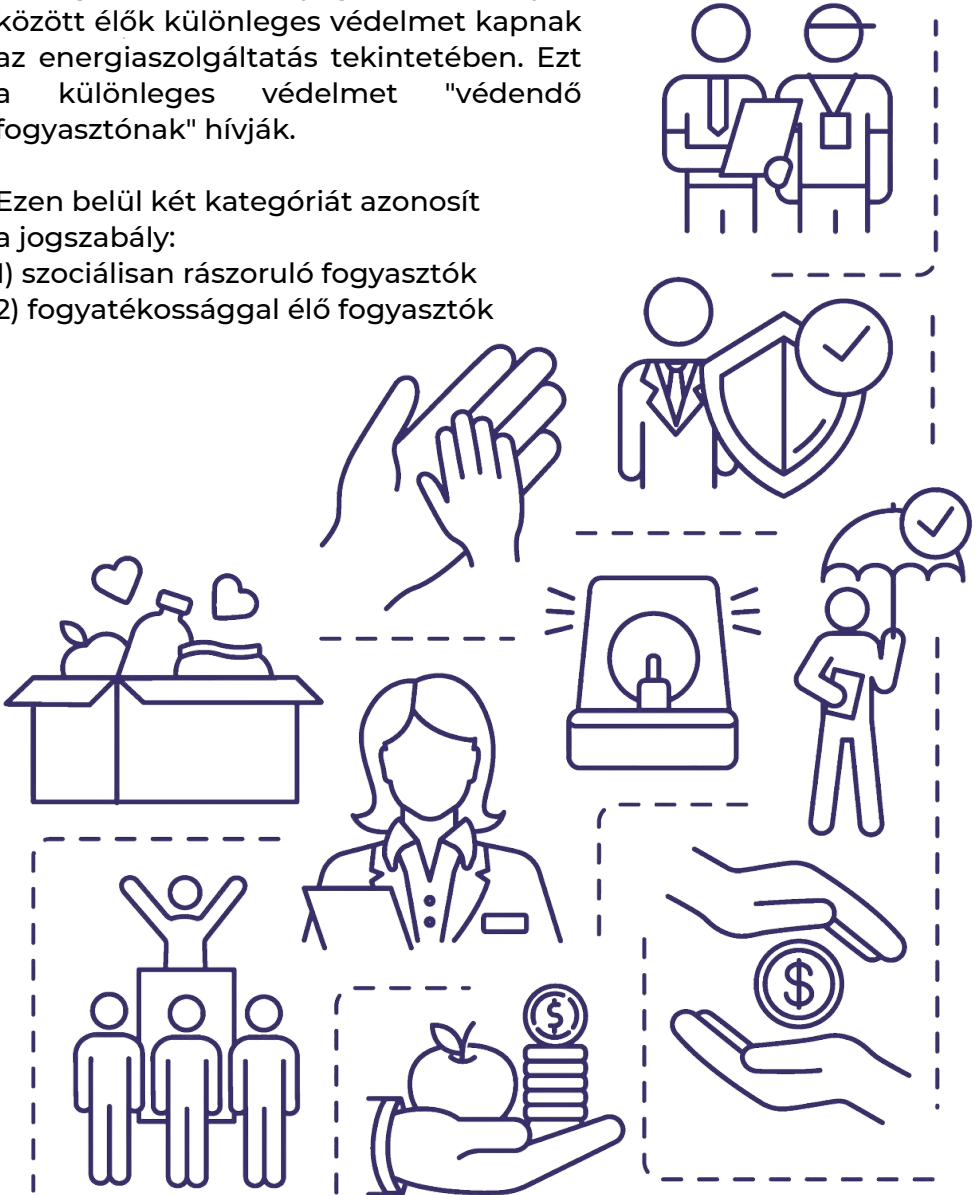 között élők különleges védelmet kapnak
az energiaszolgáltatás tekintetében. Ezt
a különleges védelmet "védendő
fogyasztónak" hívják.
Ezen belül két kategóriát azonosít
a jogszabály:
1) szociálisan rászoruló fogyasztók
2) fogyatékossággal élő fogyasztók
$
$